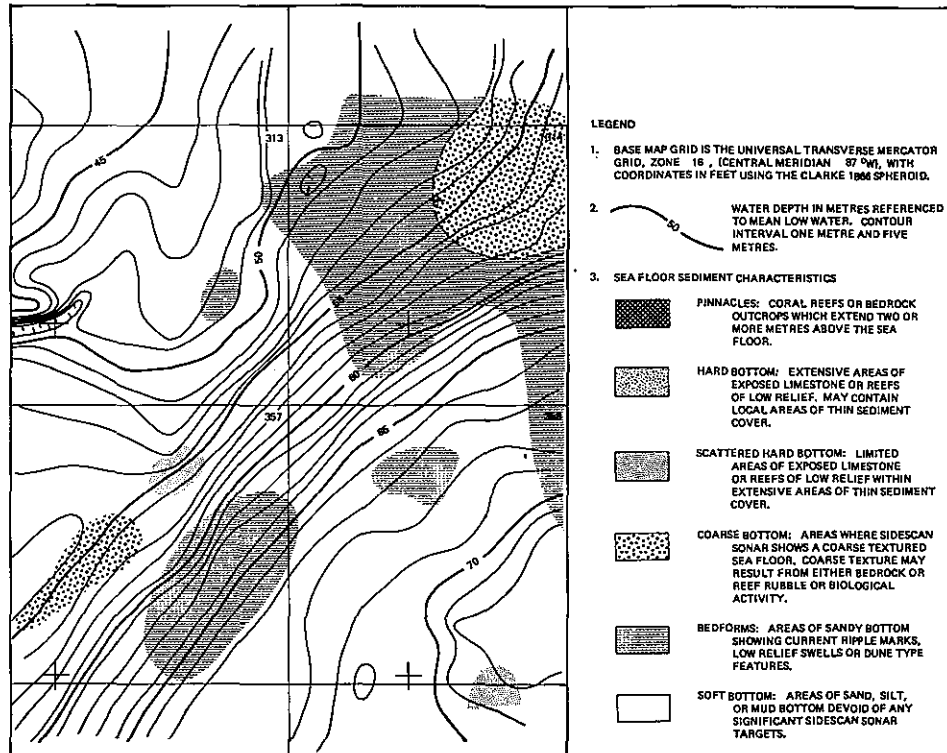 45
313
314
50
55
60
357
358
65
70
LEGEND
1. BASE MAP GRID IS THE UNIVERSAL TRANSVERSE MERCATOR
GRID, ZONE 16 , (CENTRAL MERIDIAN 87 °W), WITH
COORDINATES IN FEET USING THE CLARKE 1866 SPHEROID.
2. 50 WATER DEPTH IN METRES REFERENCED
TO MEAN LOW WATER. CONTOUR
INTERVAL ONE METRE AND FIVE
METRES.
3. SEA FLOOR SEDIMENT CHARACTERISTICS
PINNACLES: CORAL REEFS OR BEDROCK
OUTCROPS WHICH EXTEND TWO OR
MORE METRES ABOVE THE SEA
FLOOR.
HARD BOTTOM: EXTENSIVE AREAS OF
EXPOSED LIMESTONE OR REEFS
OF LOW RELIEF. MAY CONTAIN
LOCAL AREAS OF THIN SEDIMENT
COVER.
SCATTERED HARD BOTTOM: LIMITED
AREAS OF EXPOSED LIMESTONE
OR REEFS OF LOW RELIEF WITHIN
EXTENSIVE AREAS OF THIN SEDIMENT
COVER.
COARSE BOTTOM: AREAS WHERE SIDESCAN
SONAR SHOWS A COARSE TEXTURED
SEA FLOOR. COARSE TEXTURE MAY
RESULT FROM EITHER BEDROCK OR
REEF RUBBLE OR BIOLOGICAL
ACTIVITY.
BEDFORMS: AREAS OF SANDY BOTTOM
SHOWING CURRENT RIPPLE MARKS,
LOW RELIEF SWELLS OR DUNE TYPE
FEATURES.
SOFT BOTTOM: AREAS OF SAND, SILT,
OR MUD BOTTOM DEVOID OF ANY
SIGNIFICANT SIDESCAN SONAR
TARGETS.